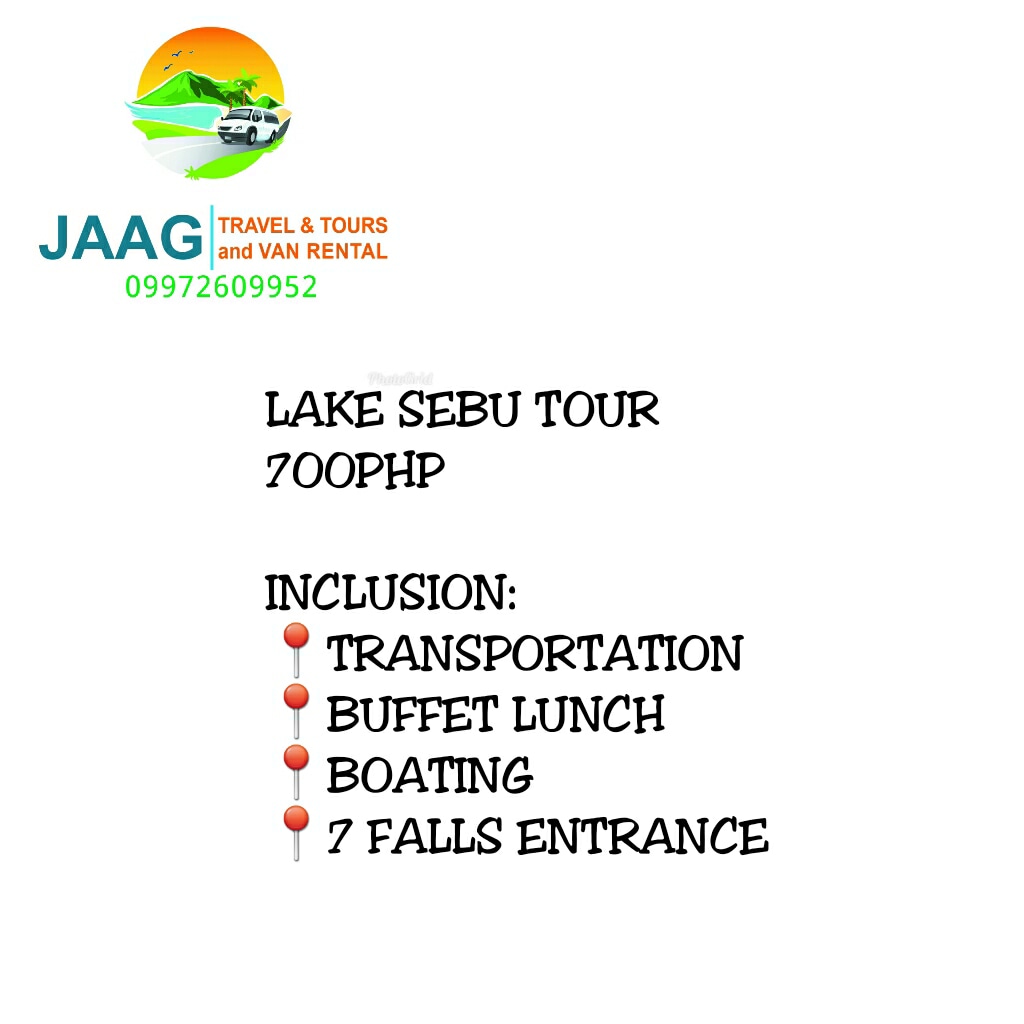 JAAG
TRAVEL & TOURS
and VAN RENTAL
09972609952
PhotoGrid
LAKE SEBU TOUR
700PHP
INCLUSION:
📍 TRANSPORTATION
📍 BUFFET LUNCH
📍 BOATING
📍 7 FALLS ENTRANCE